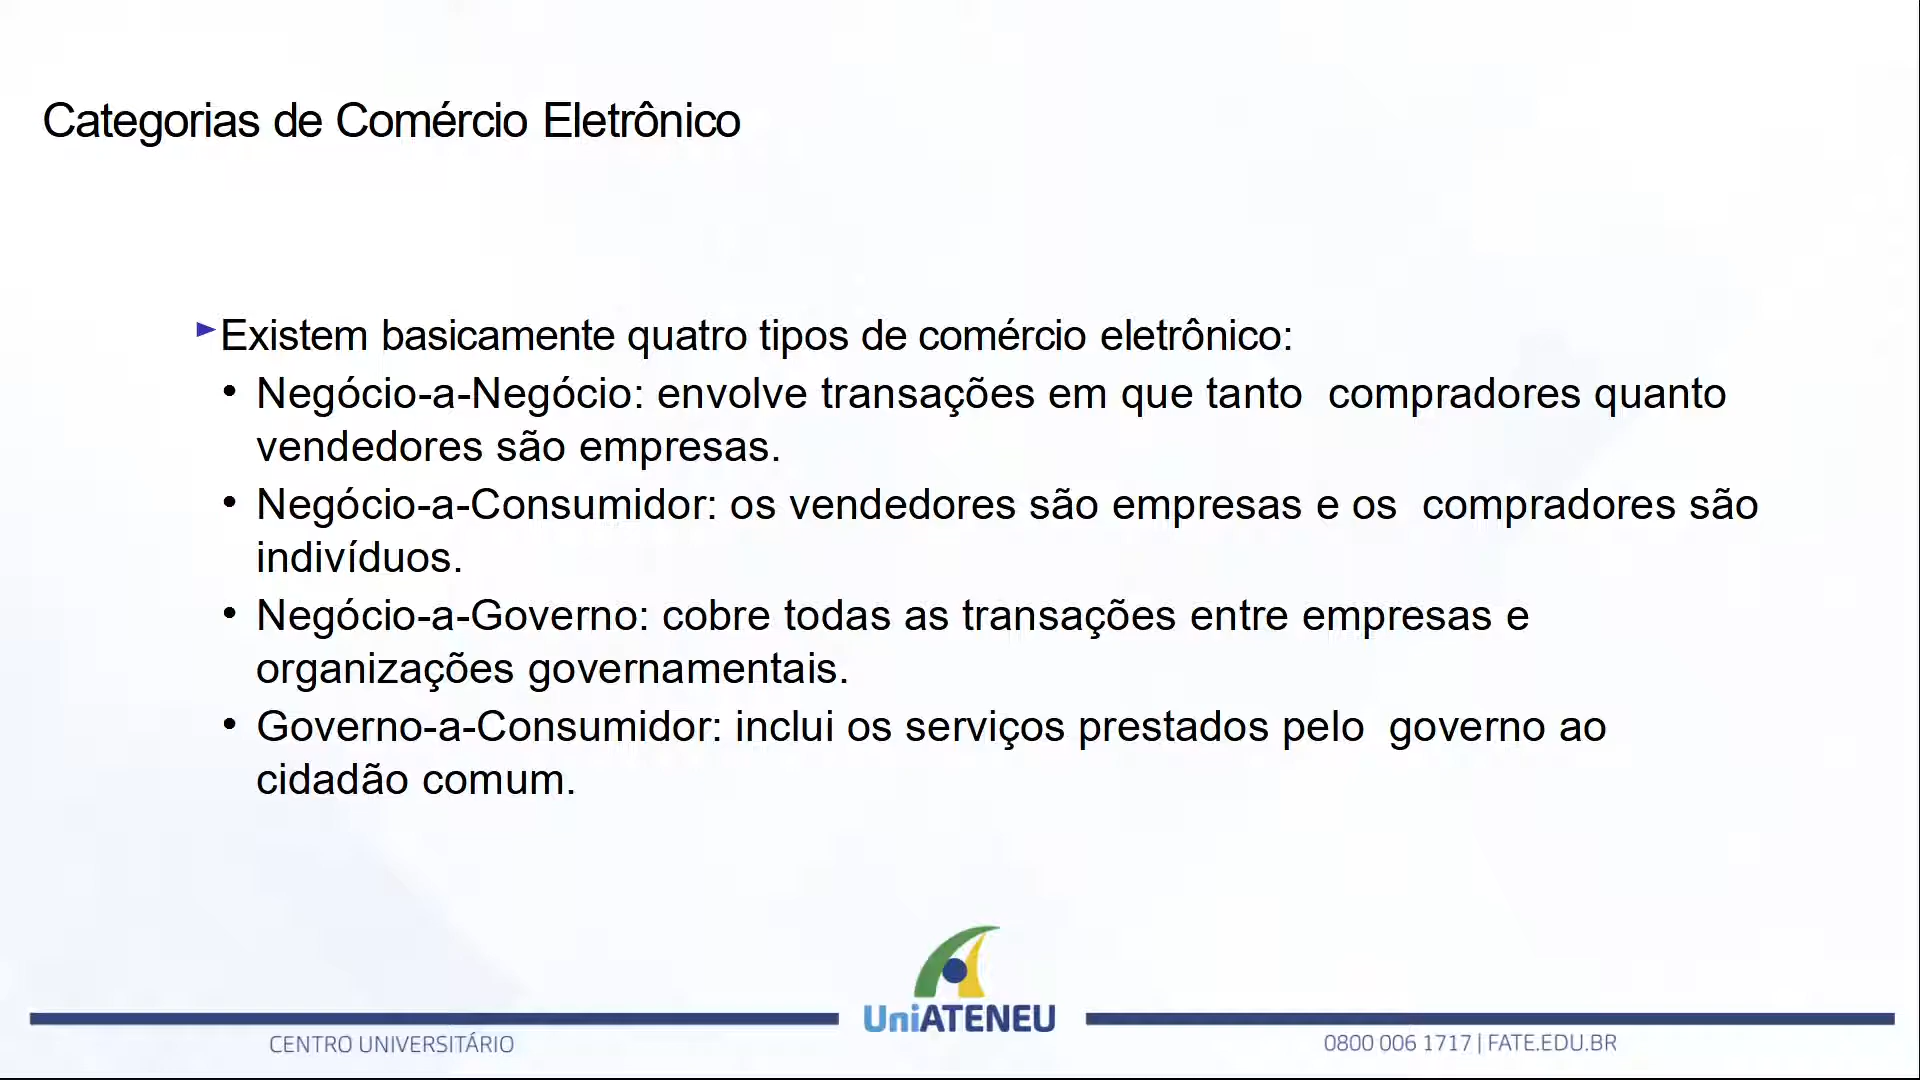 Categorias de Comércio Eletrônico
►Existem basicamente quatro tipos de comércio eletrônico:
• Negócio-a-Negócio: envolve transações em que tanto compradores quanto
vendedores são empresas.
• Negócio-a-Consumidor: os vendedores são empresas e os compradores são
indivíduos.
• Negócio-a-Governo: cobre todas as transações entre empresas e
organizações governamentais.
• Governo-a-Consumidor: inclui os serviços prestados pelo governo ao
cidadão comum.
UniATENEU
CENTRO UNIVERSITÁRIO
0800 006 1717 | FATE.EDU.BR